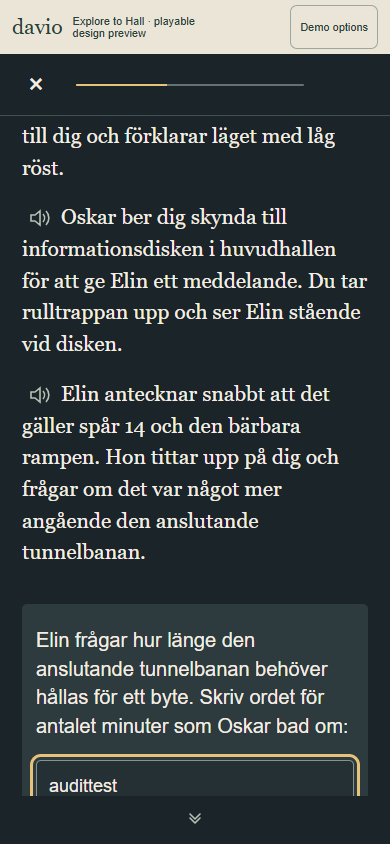 davio
Explore to Hall · playable
design preview
Demo options
till dig och förklarar läget med låg
röst.
Oskar ber dig skynda till
informationsdisken i huvudhallen
för att ge Elin ett meddelande. Du tar
rulltrappan upp och ser Elin stående
vid disken.
Elin antecknar snabbt att det
gäller spår 14 och den bärbara
rampen. Hon tittar upp på dig och
frågar om det var något mer
angående den anslutande
tunnelbanan.
Elin frågar hur länge den
anslutande tunnelbanan behöver
hållas för ett byte. Skriv ordet för
antalet minuter som Oskar bad om:
audittest